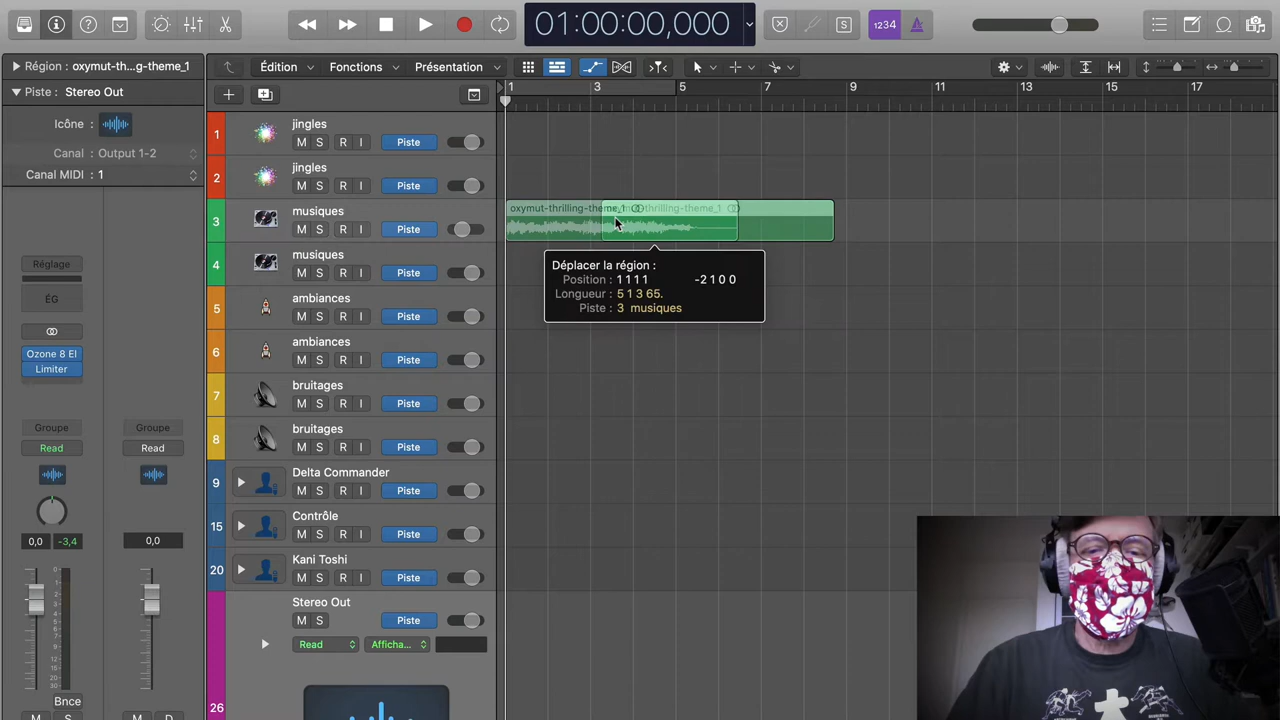 01:00:00,000
1234
Région : oxymut-th...g-theme_1
Édition
Fonctions
Présentation
Piste : Stereo Out
1 3 5 7 9 11 13 15 17
Icône :
Canal : Output 1-2
Canal MIDI : 1
1 jingles
M S R I Piste
2 jingles
M S R I Piste
3 musiques
M S R I Piste
oxymut-thrilling-theme_1
thrilling-theme_1
4 musiques
M S R I Piste
Déplacer la région :
Position : 1 1 1 1 -2 1 0 0
Longueur : 5 1 3 65.
Piste : 3 musiques
5 ambiances
M S R I Piste
6 ambiances
M S R I Piste
7 bruitages
M S R I Piste
8 bruitages
M S R I Piste
9 Delta Commander
M S R I Piste
15 Contrôle
M S R I Piste
20 Kani Toshi
M S R I Piste
Stereo Out
M S Piste
Read Afficha...
26
Réglage
ÉG
Ozone 8 El
Limiter
Groupe Groupe
Read Read
0,0 -3,4 0,0
Bnce
M S M D